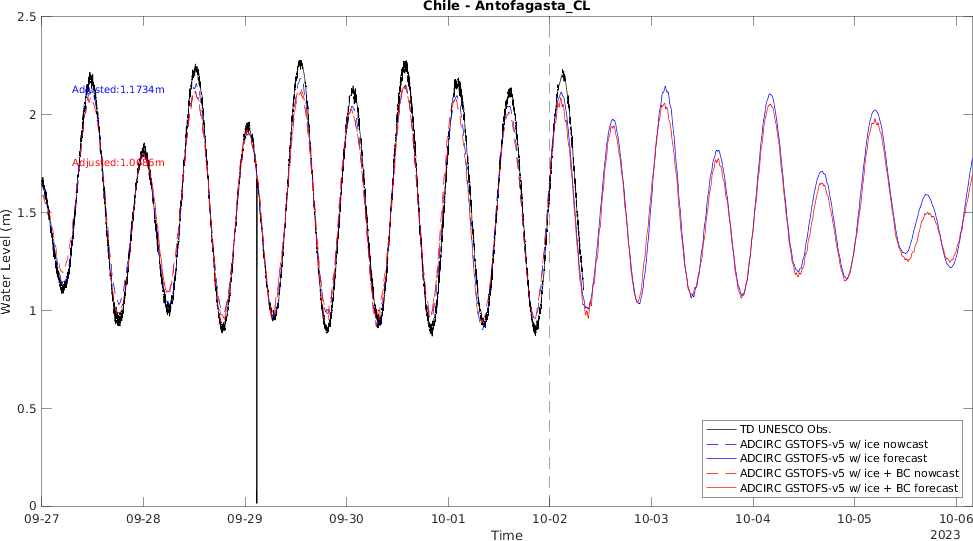 Chile - Antofagasta_CL
Water Level (m)
2.5
2
1.5
1
0.5
0
Adjusted:1.1734m
TD UNESCO Obs.
ADCIRC GSTOFS-v5 w/ ice nowcast
ADCIRC GSTOFS-v5 w/ ice forecast
ADCIRC GSTOFS-v5 w/ ice + BC nowcast
ADCIRC GSTOFS-v5 w/ ice + BC forecast
09-27 09-28 09-29 09-30 10-01 10-02 10-03 10-04 10-05 10-06
Time
2023